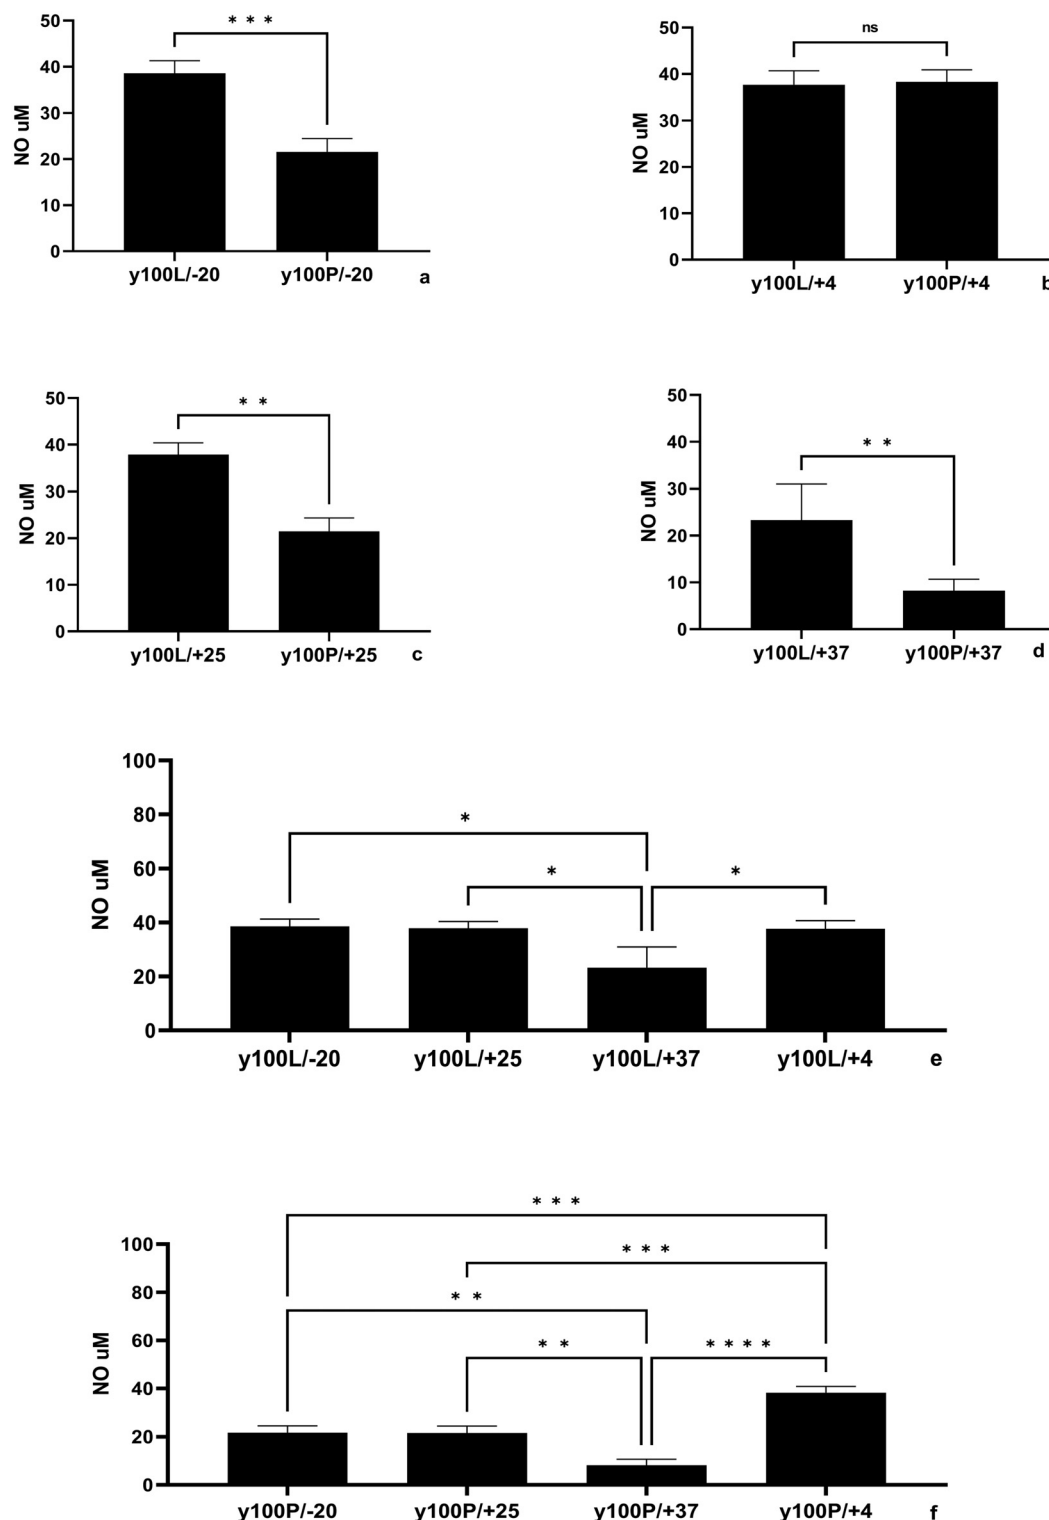 50
40
30
20
10
0
NO uM
* * *
y100L/-20 y100P/-20 a
50
40
30
20
10
0
NO uM
ns
y100L/+4 y100P/+4 b
50
40
30
20
10
0
NO uM
* *
y100L/+25 y100P/+25 c
50
40
30
20
10
0
NO uM
* *
y100L/+37 y100P/+37 d
100
80
60
40
20
0
NO uM
*
* *
y100L/-20 y100L/+25 y100L/+37 y100L/+4 e
100
80
60
40
20
0
NO uM
* * *
* * *
* *
* * * * * *
y100P/-20 y100P/+25 y100P/+37 y100P/+4 f